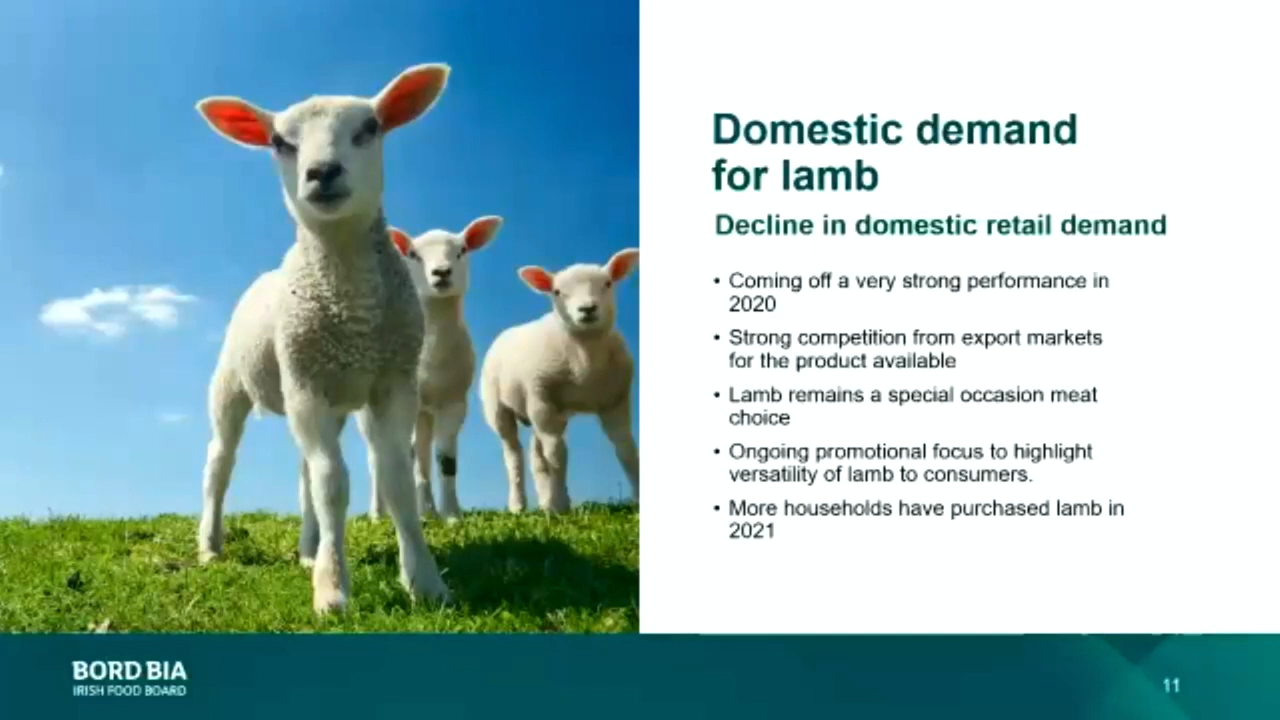 Domestic demand
for lamb
Decline in domestic retail demand
• Coming off a very strong performance in
2020
• Strong competition from export markets
for the product available
• Lamb remains a special occasion meat
choice
• Ongoing promotional focus to highlight
versatility of lamb to consumers.
• More households have purchased lamb in
2021
BORD BIA
IRISH FOOD BOARD
11